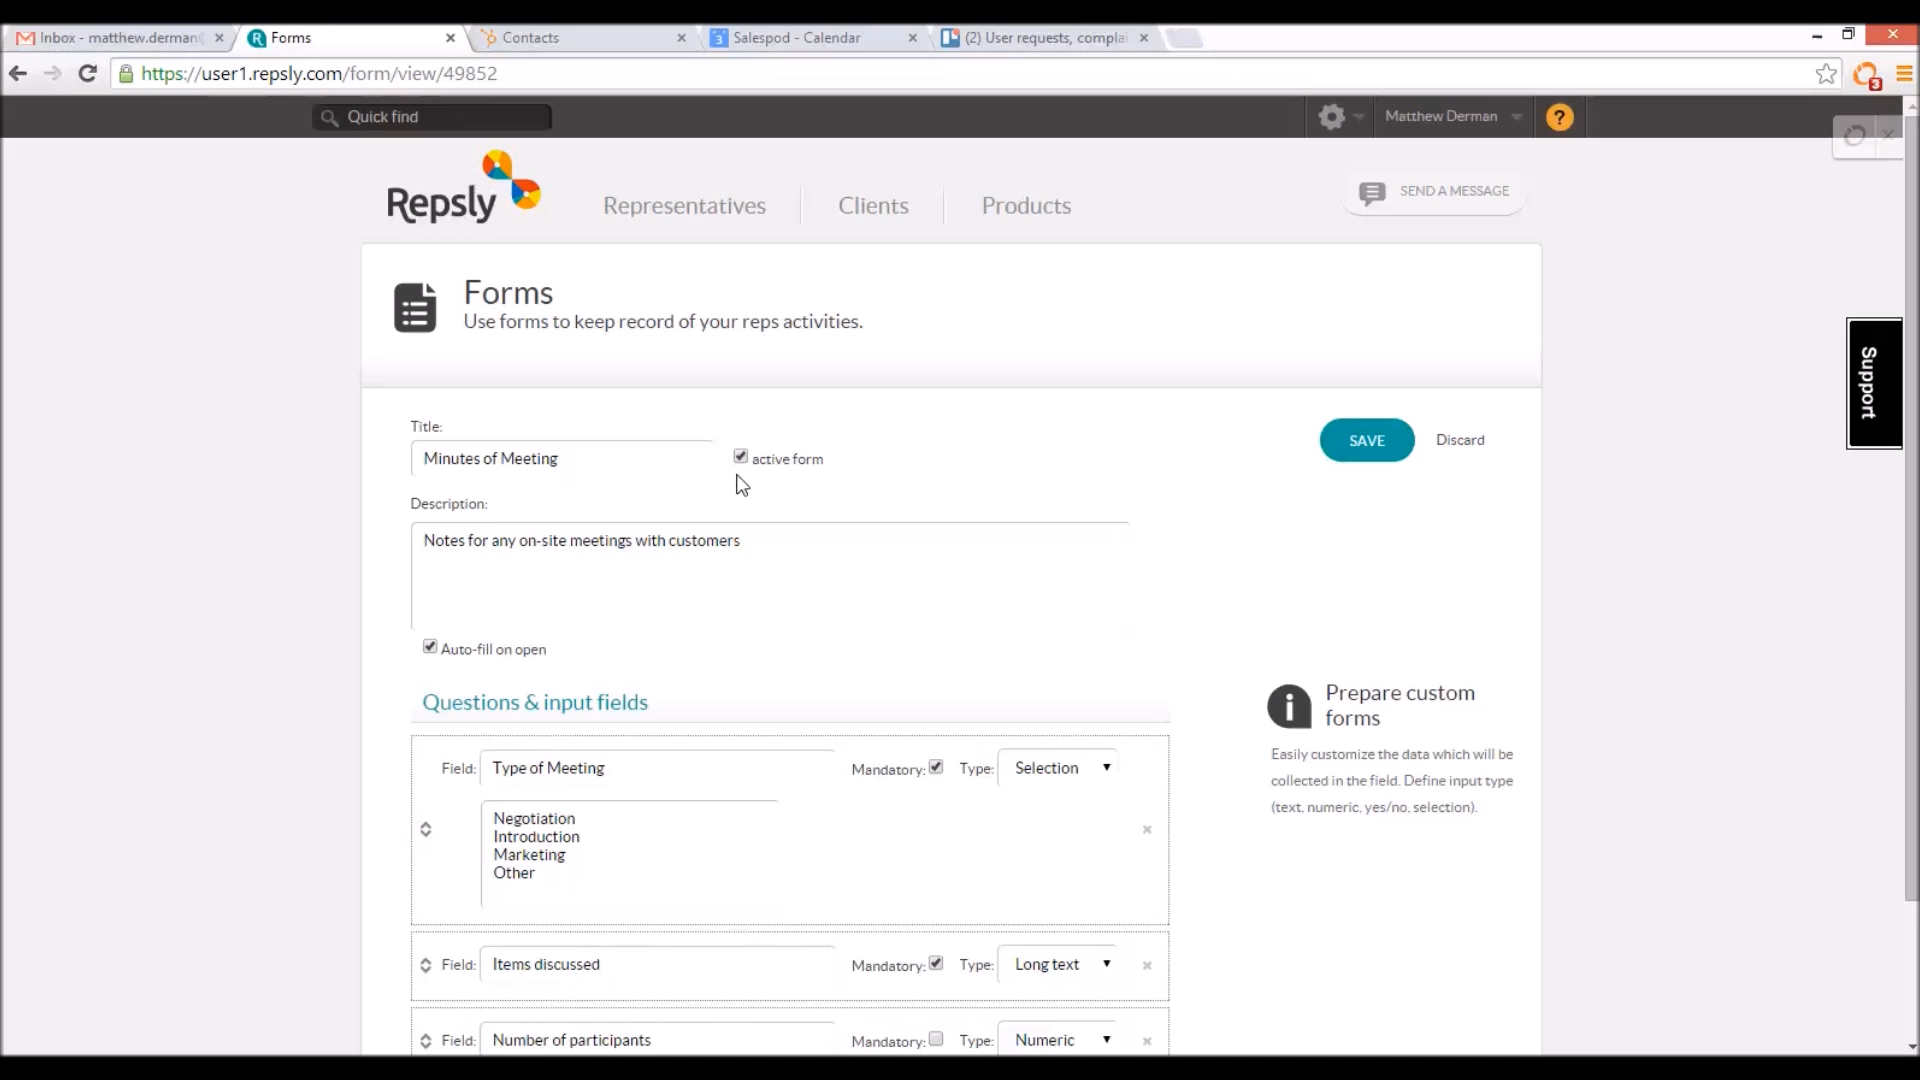 Inbox - matthew.derman@
Forms
Contacts
3 Salespod - Calendar
(2) User requests, complai
https://user1.repsly.com/form/view/49852
3
Quick find
Matthew Derman
?
Repsly
Representatives
Clients
Products
SEND A MESSAGE
Forms
Use forms to keep record of your reps activities.
Support
Title:
Minutes of Meeting
active form
SAVE
Discard
Description:
Notes for any on-site meetings with customers
Auto-fill on open
Questions & input fields
Field: Type of Meeting Mandatory: Type: Selection
Negotiation
Introduction
Marketing
Other
Field: Items discussed Mandatory: Type: Long text
Field: Number of participants Mandatory: Type: Numeric
Prepare custom
forms
Easily customize the data which will be
collected in the field. Define input type
(text, numeric, yes/no, selection).